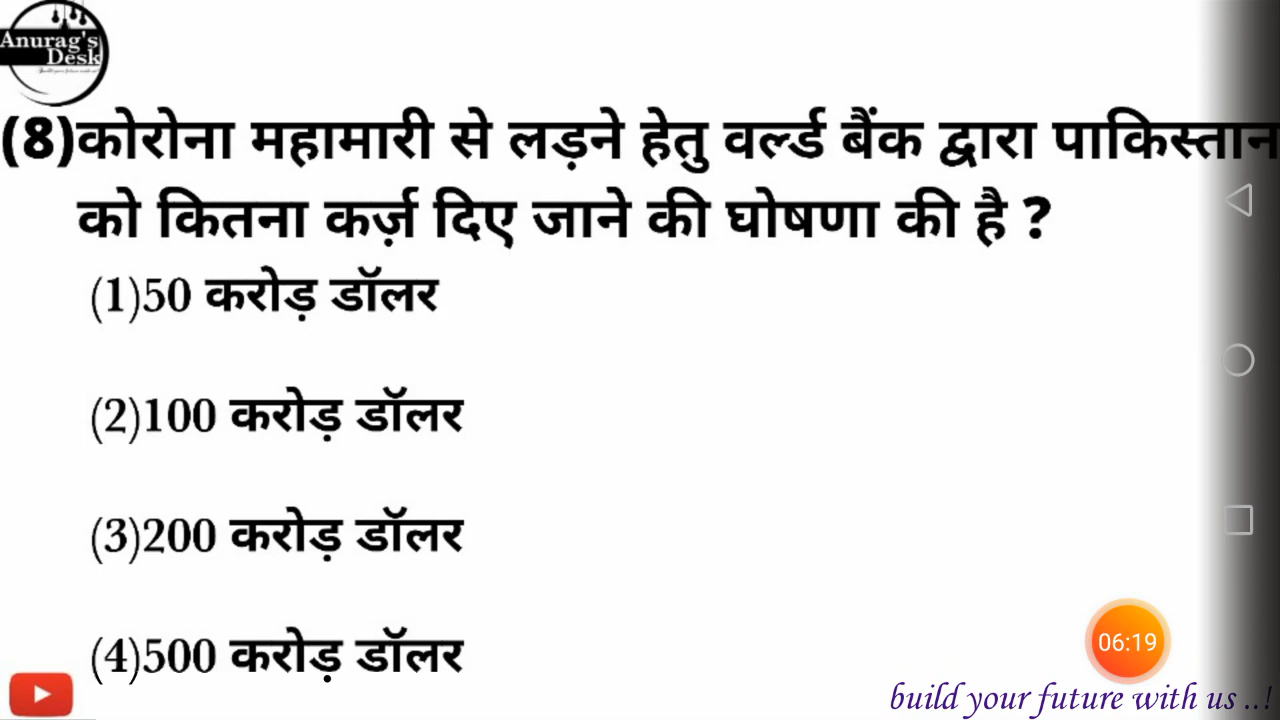 Anurag's
Desk
(8)कोरोना महामारी से लड़ने हेतु वर्ल्ड बैंक द्वारा पाकिस्तान
को कितना कर्ज़ दिए जाने की घोषणा की है ?
(1)50 करोड़ डॉलर
(2)100 करोड़ डॉलर
(3)200 करोड़ डॉलर
(4)500 करोड़ डॉलर
06:19
build your future with us ..!